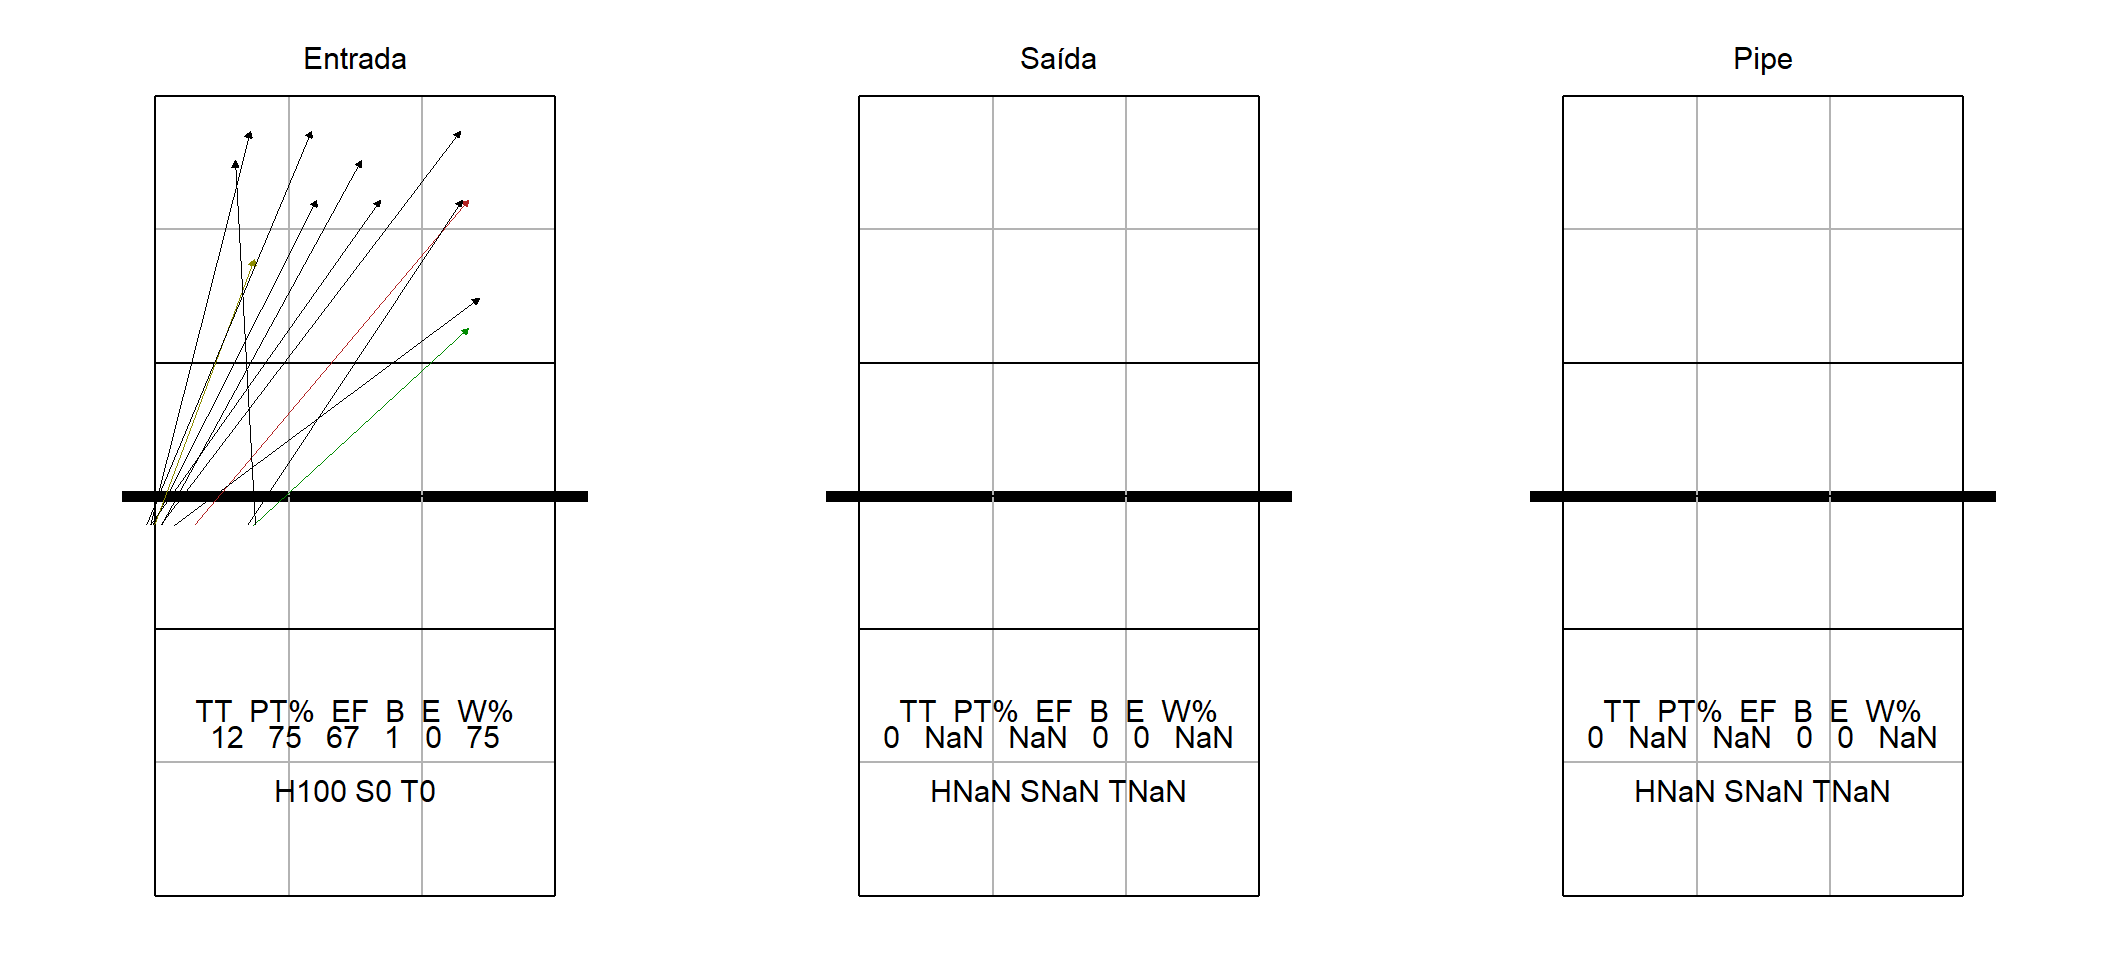 Entrada
TT PT% EF B E W%
12 75 67 1 0 75
H100 S0 T0
Saída
TT PT% EF B E W%
0 NaN NaN 0 0 NaN
HNaN SNaN TNaN
Pipe
TT PT% EF B E W%
0 NaN NaN 0 0 NaN
HNaN SNaN TNaN